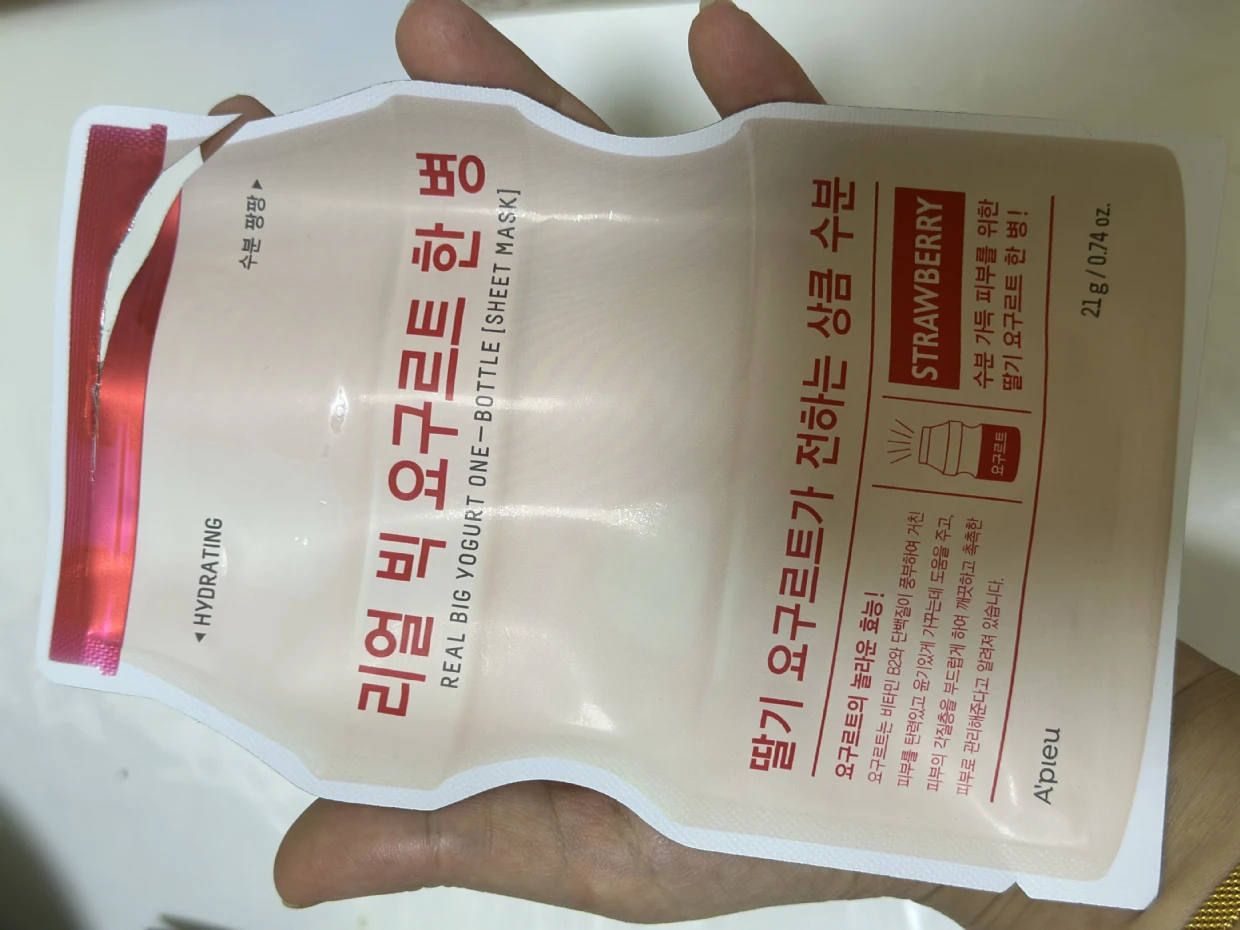 ◀ HYDRATING
수분 팡팡 ▶
리얼 빅 요구르트 한 병
REAL BIG YOGURT ONE-BOTTLE [SHEET MASK]
딸기 요구르트가 전하는 상큼 수분
요구르트의 놀라운 효능!
요구르트는 비타민 B2와 단백질이 풍부하여 거친
피부를 탄력있고 윤기있게 가꾸는데 도움을 주고,
피부의 각질층을 부드럽게 하여 깨끗하고 촉촉한
피부로 관리해준다고 알려져 있습니다.
요구르트
STRAWBERRY
수분 가득 피부를 위한
딸기 요구르트 한 병!
A'pieu
21 g / 0.74 oz.